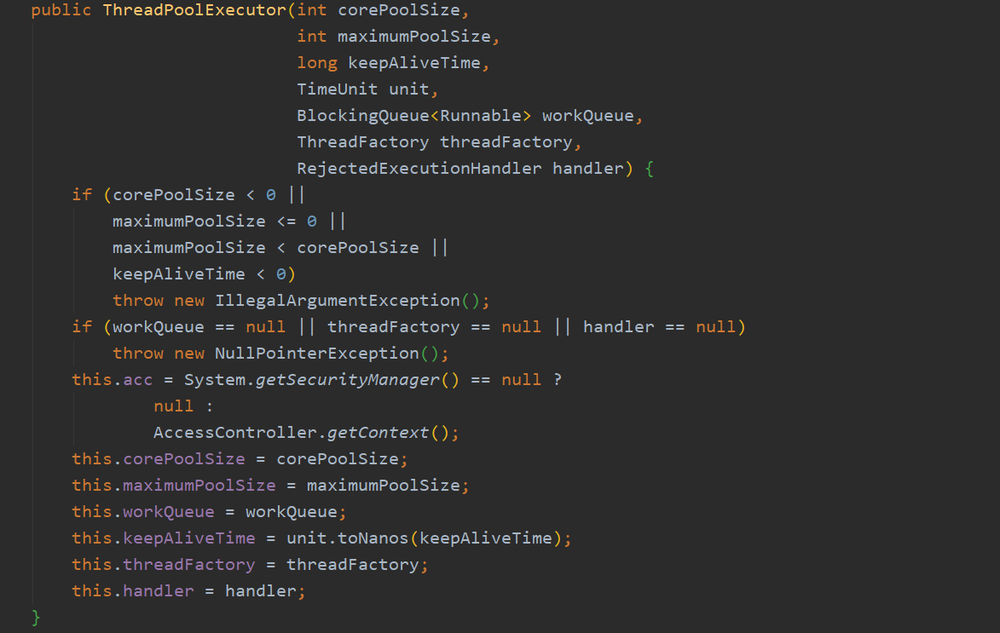 public ThreadPoolExecutor(int corePoolSize,
int maximumPoolSize,
long keepAliveTime,
TimeUnit unit,
BlockingQueue<Runnable> workQueue,
ThreadFactory threadFactory,
RejectedExecutionHandler handler) {
if (corePoolSize < 0 ||
maximumPoolSize <= 0 ||
maximumPoolSize < corePoolSize ||
keepAliveTime < 0)
throw new IllegalArgumentException();
if (workQueue == null || threadFactory == null || handler == null)
throw new NullPointerException();
this.acc = System.getSecurityManager() == null ?
null :
AccessController.getContext();
this.corePoolSize = corePoolSize;
this.maximumPoolSize = maximumPoolSize;
this.workQueue = workQueue;
this.keepAliveTime = unit.toNanos(keepAliveTime);
this.threadFactory = threadFactory;
this.handler = handler;
}